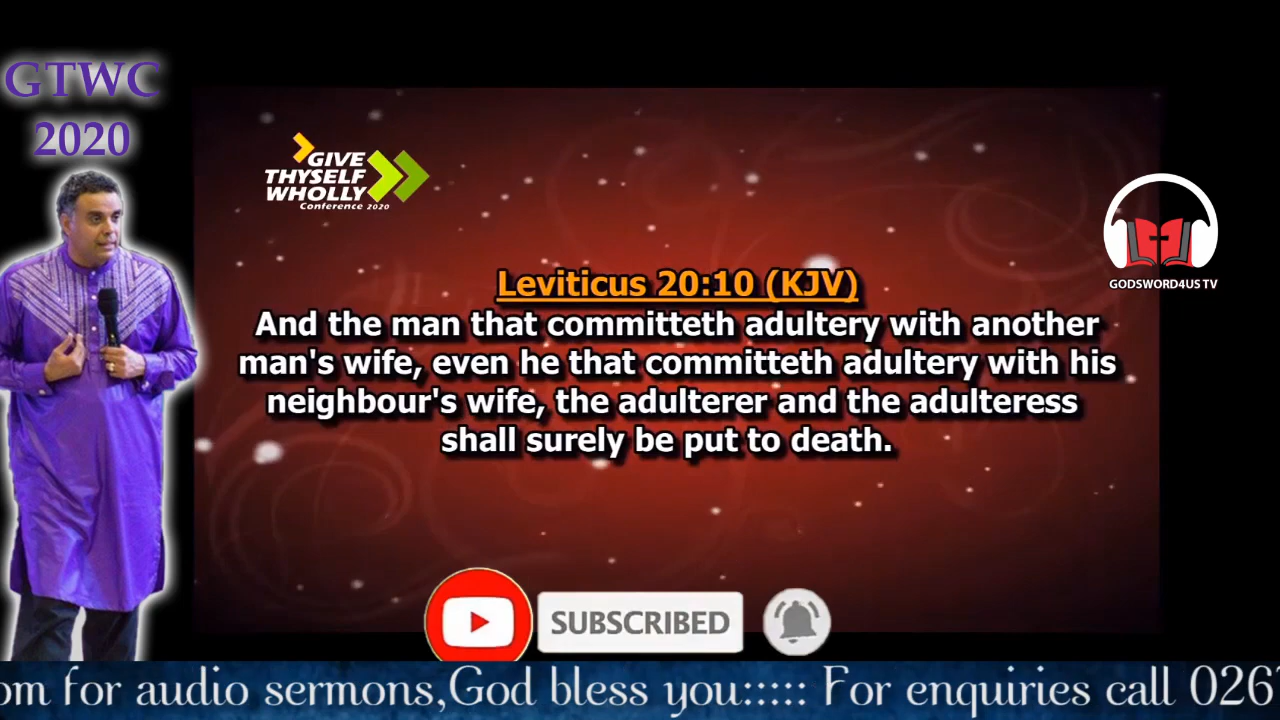 GTWC
2020
GIVE
THYSELF
WHOLLY
Conference 2020
GODSWORD4US TV
Leviticus 20:10 (KJV)
And the man that committeth adultery with another
man's wife, even he that committeth adultery with his
neighbour's wife, the adulterer and the adulteress
shall surely be put to death.
SUBSCRIBED
om for audio sermons,God bless you::::: For enquiries call 026